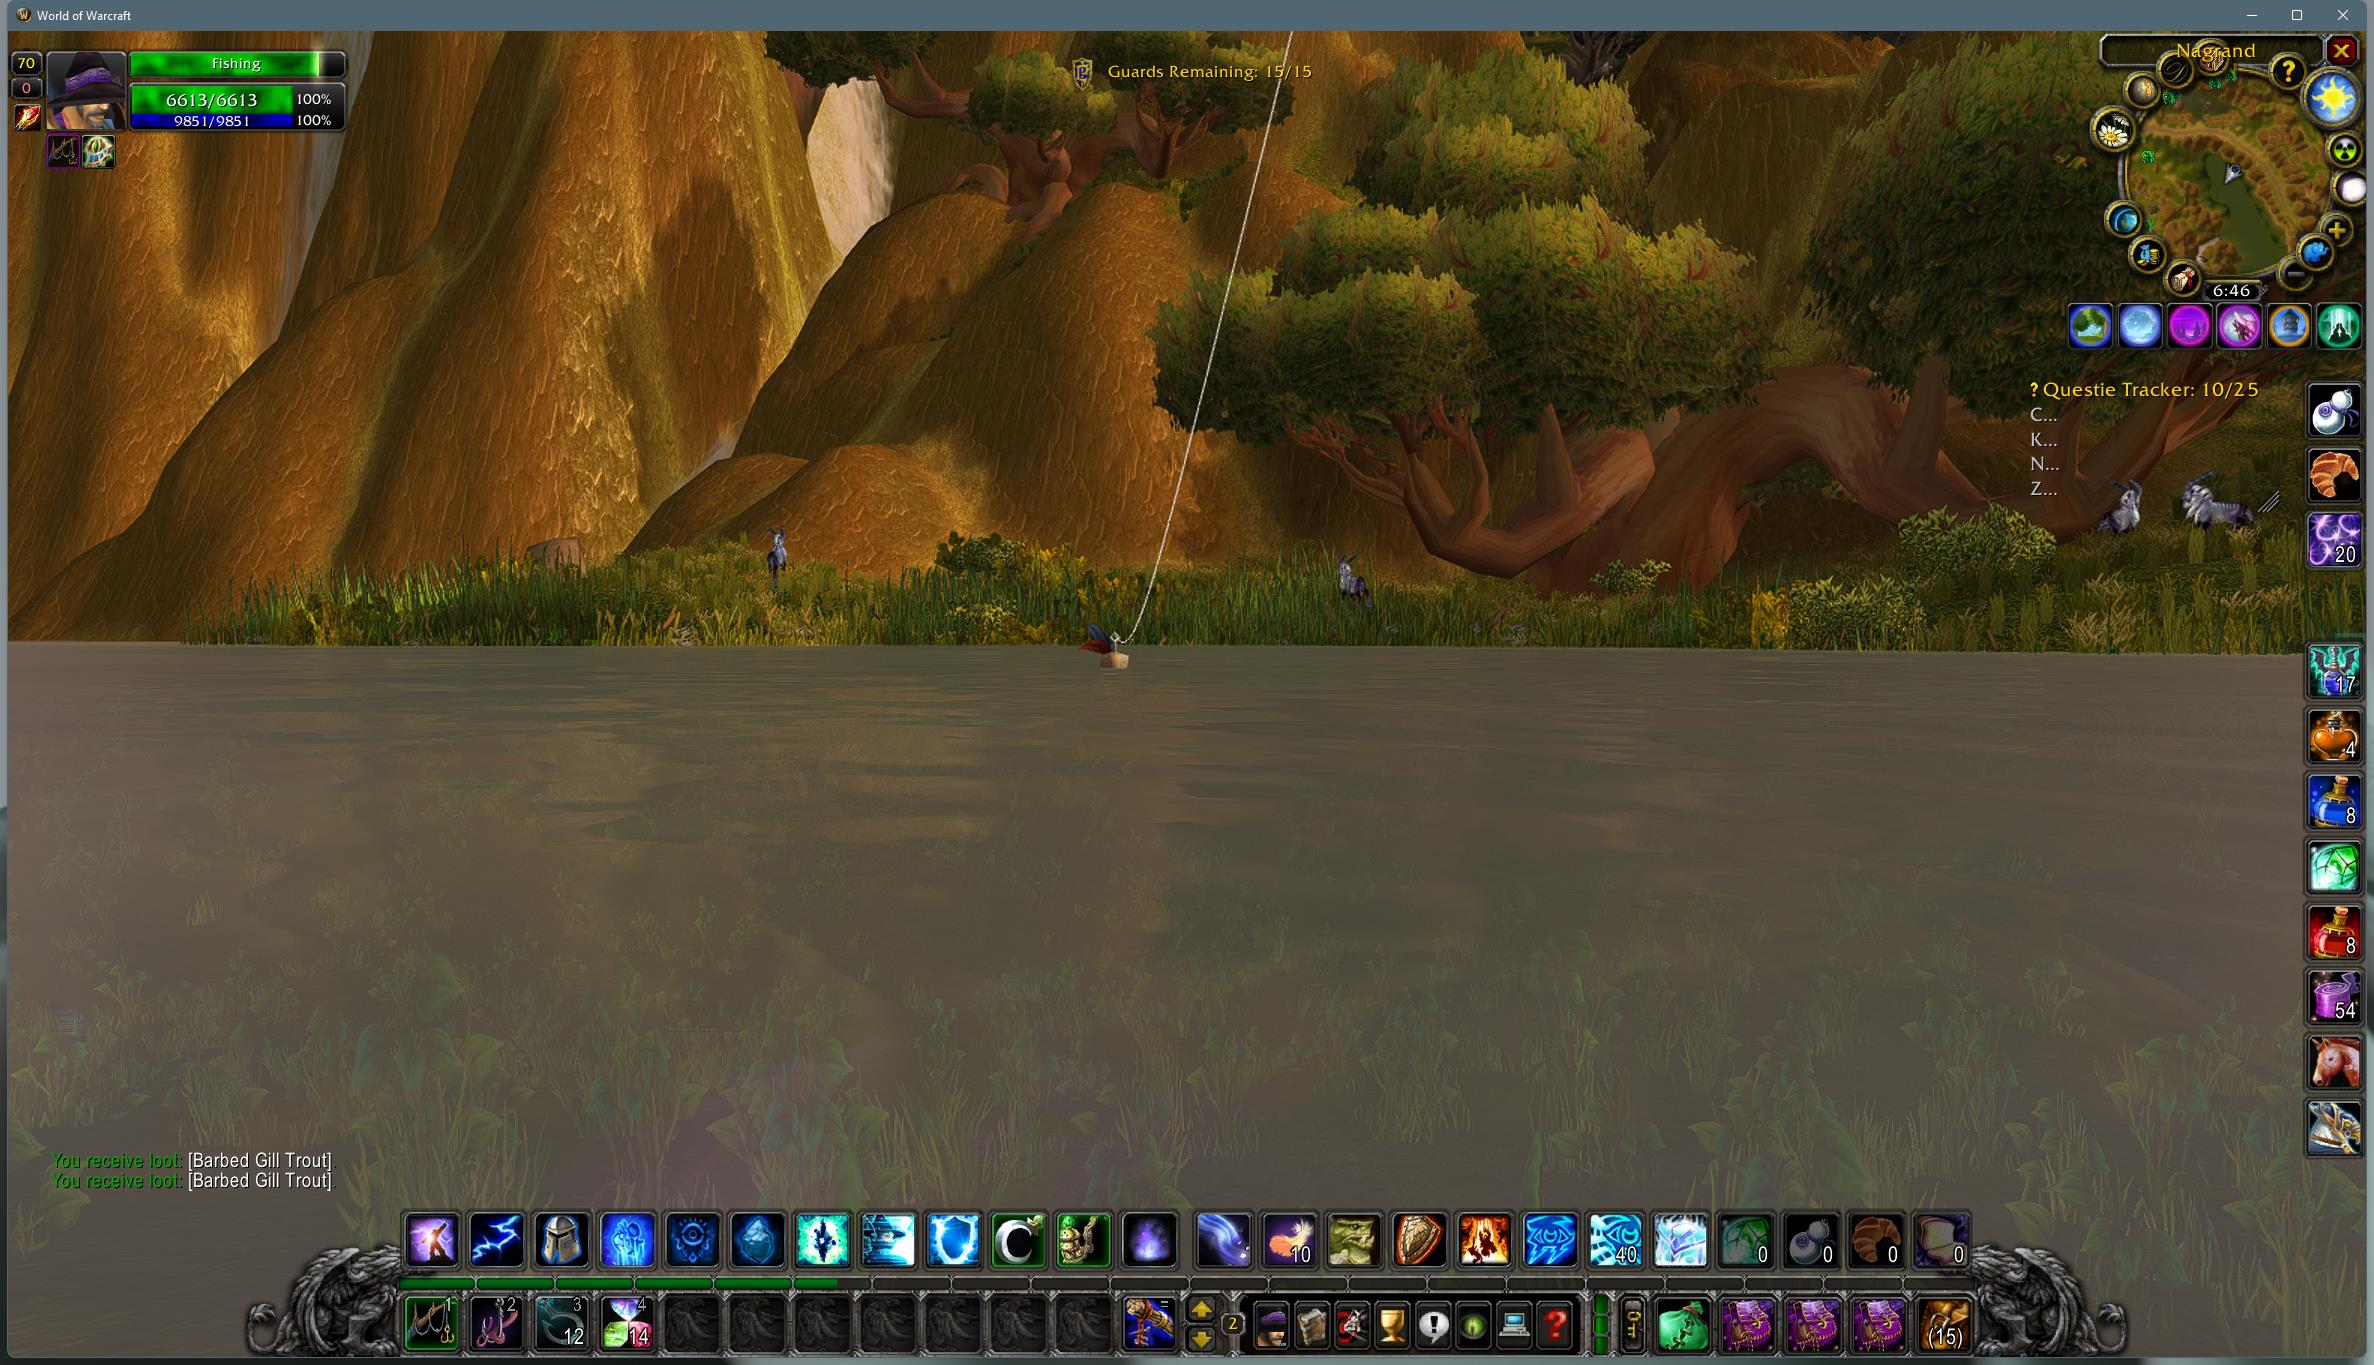 World of Warcraft
Nagrand
70
Fishing
Guards Remaining: 15/15
0
6613/6613 100%
9851/9851 100%
6:46
? Questie Tracker: 10/25
C...
K...
N...
Z...
20
17
4
8
8
54
You receive loot: [Barbed Gill Trout].
You receive loot: [Barbed Gill Trout].
10
40
0
0
0
0
1
2
3
12
4
14
=
2
(15)